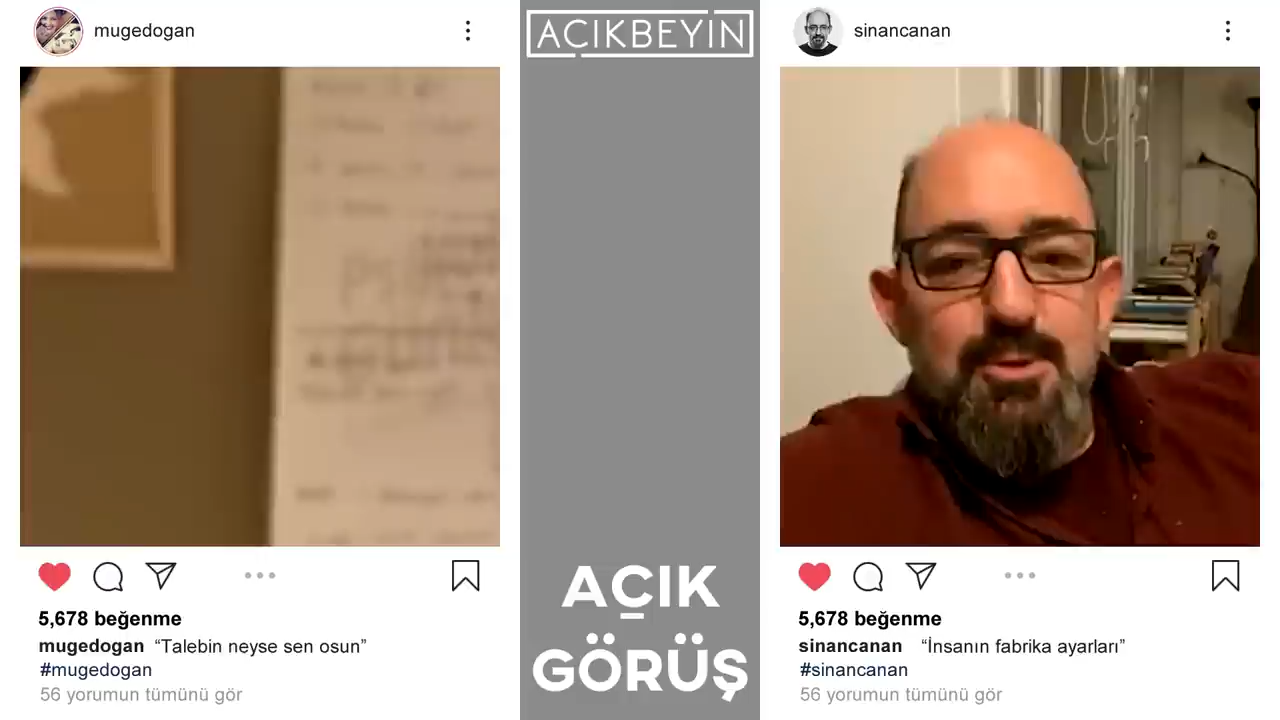 mugedogan
5,678 beğenme
mugedogan “Talebin neyse sen osun”
#mugedogan
56 yorumun tümünü gör
AÇIKBEYİN
AÇIK
GÖRÜŞ
sinancanan
5,678 beğenme
sinancanan “İnsanın fabrika ayarları”
#sinancanan
56 yorumun tümünü gör